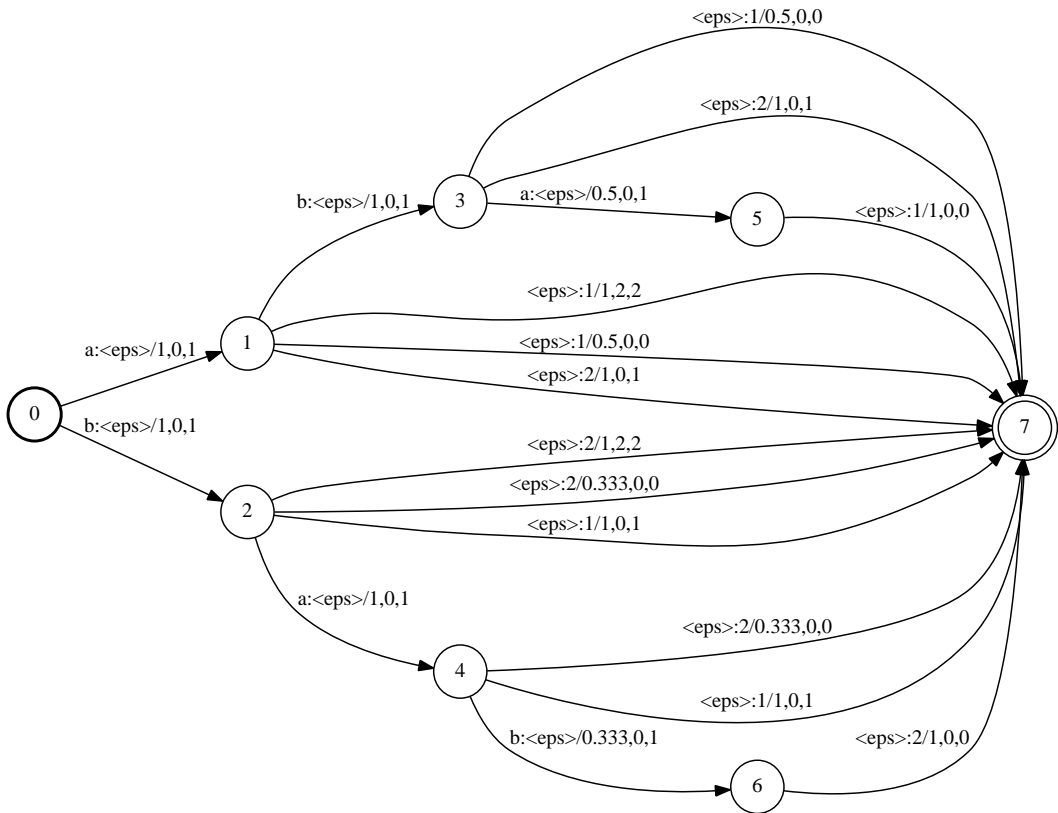 <eps>:1/0.5,0,0
<eps>:2/1,0,1
b:<eps>/1,0,1
3
a:<eps>/0.5,0,1
5
<eps>:1/1,0,0
<eps>:1/1,2,2
a:<eps>/1,0,1
1
<eps>:1/0.5,0,0
<eps>:2/1,0,1
0
b:<eps>/1,0,1
7
<eps>:2/1,2,2
2
<eps>:2/0.333,0,0
<eps>:1/1,0,1
a:<eps>/1,0,1
<eps>:2/0.333,0,0
4
<eps>:1/1,0,1
b:<eps>/0.333,0,1
<eps>:2/1,0,0
6